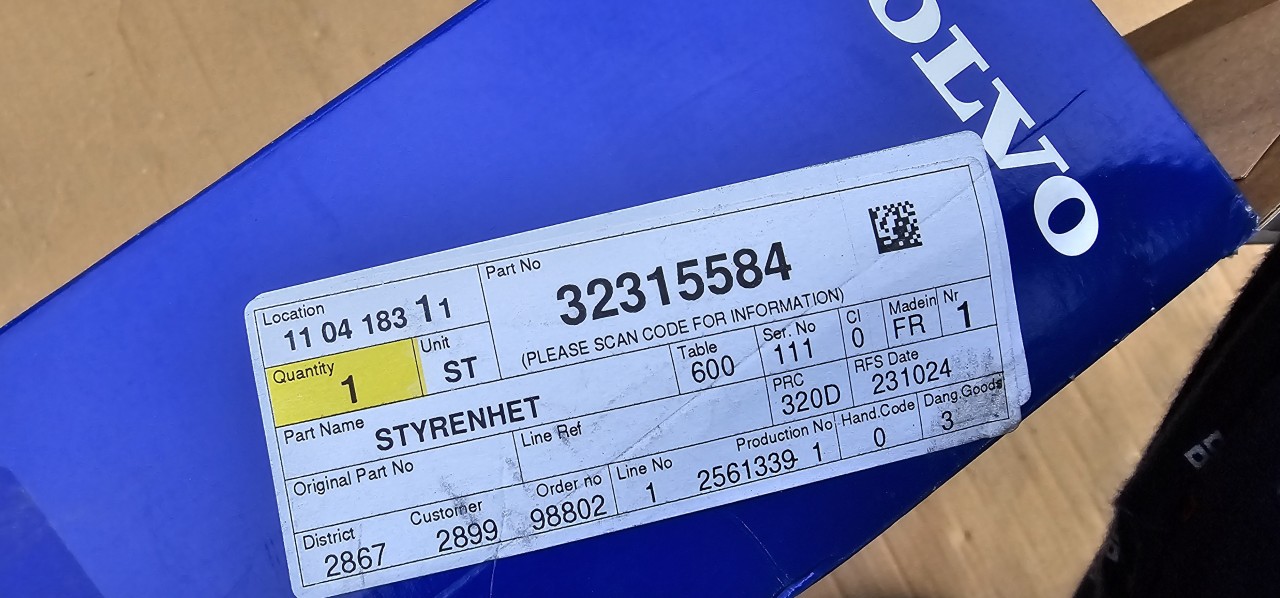 OLVO
Location
11 04 183 11
Part No
32315584
(PLEASE SCAN CODE FOR INFORMATION)
Quantity
1
Unit
ST
Part Name
STYRENHET
Table
600
Ser. No
111
CI
0
Madein
FR
Nr
1
Original Part No
Line Ref
PRC
320D
RFS Date
231024
District
2867
Customer
2899
Order no
98802
Line No
1
Production No
2561339 1
Hand.Code
0
Dang.Goods
3